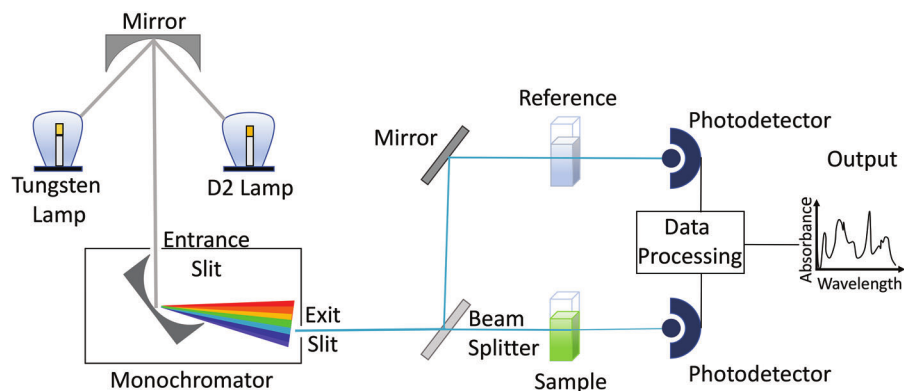 Mirror
Tungsten
Lamp
D2 Lamp
Entrance
Slit
Exit
Slit
Monochromator
Mirror
Beam
Splitter
Reference
Sample
Photodetector
Data
Processing
Photodetector
Output
Absorbance
Wavelength